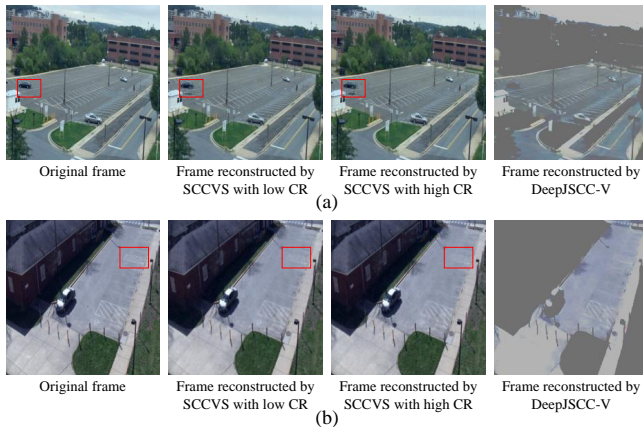 Original frame
Frame reconstructed by
SCCVS with low CR
Frame reconstructed by
SCCVS with high CR
Frame reconstructed by
DeepJSCC-V
(a)
Original frame
Frame reconstructed by
SCCVS with low CR
Frame reconstructed by
SCCVS with high CR
Frame reconstructed by
DeepJSCC-V
(b)